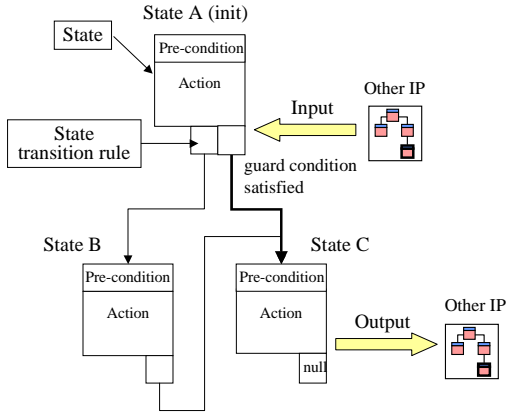 State A (init)
State
Pre-condition
Action
Other IP
Input
State
transition rule
guard condition
satisfied
State B
State C
Pre-condition
Pre-condition
Action
Action
Other IP
Output
null